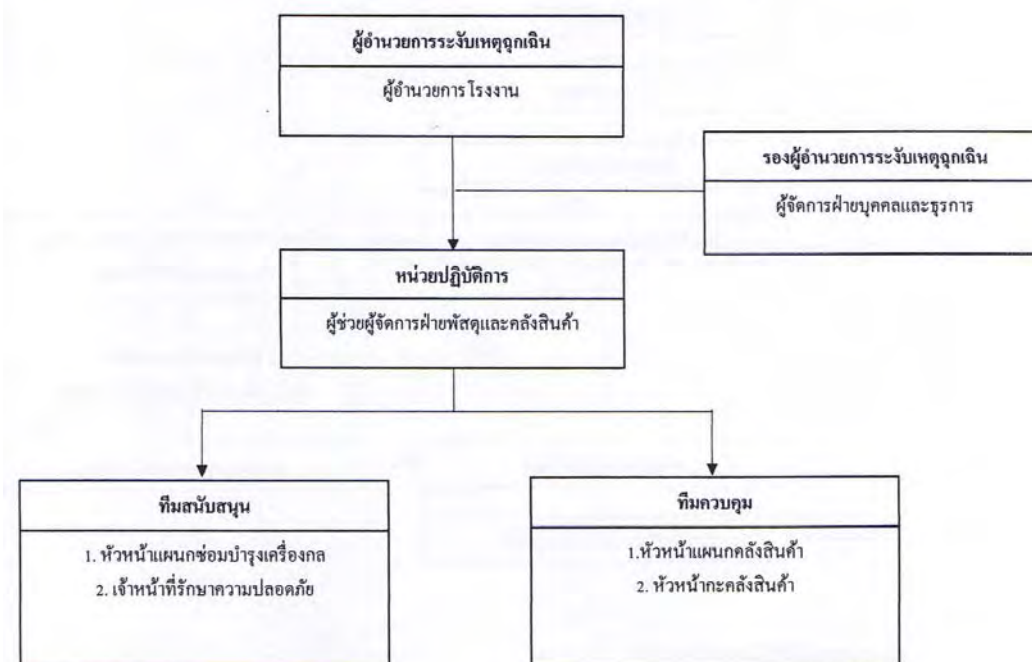 ผู้อำนวยการระงับเหตุฉุกเฉิน
ผู้อำนวยการโรงงาน
รองผู้อำนวยการระงับเหตุฉุกเฉิน
ผู้จัดการฝ่ายบุคคลและธุรการ
หน่วยปฏิบัติการ
ผู้ช่วยผู้จัดการฝ่ายพัสดุและคลังสินค้า
ทีมสนับสนุน
1. หัวหน้าแผนกซ่อมบำรุงเครื่องกล
2. เจ้าหน้าที่รักษาความปลอดภัย
ทีมควบคุม
1.หัวหน้าแผนกคลังสินค้า
2. หัวหน้ากะคลังสินค้า